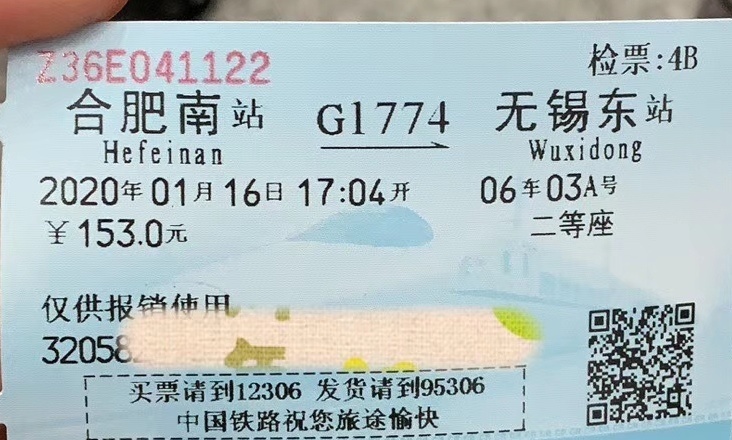 Z36E041122 检票:4B
合肥南站 G1774 无锡东站
Hefeinan Wuxidong
2020年01月16日17:04开 06车03A号
￥153.0元 二等座
仅供报销使用
32058
买票请到12306 发货请到95306
中国铁路祝您旅途愉快